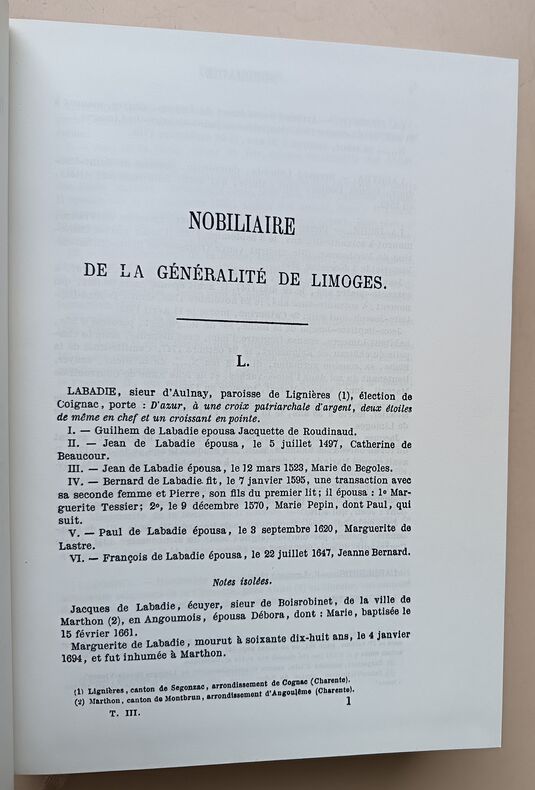 NOBILIAIRE
DE LA GÉNÉRALITÉ DE LIMOGES.
L.
LABADIE, sieur d'Aulnay, paroisse de Lignières (1), élection de
Coignac, porte : D'azur, à une croix patriarchale d'argent, deux étoiles
de même en chef et un croissant en pointe.
I. — Guilhem de Labadie epousa Jacquette de Roudinaud.
II. — Jean de Labadie épousa, le 5 juillet 1497, Catherine de
Beaucour.
III. — Jean de Labadie épousa, le 12 mars 1523, Marie de Begoles.
IV. — Bernard de Labadie fit, le 7 janvier 1595, une transaction avec
sa seconde femme et Pierre, son fils du premier lit; il épousa : 1º Mar-
guerite Tessier; 2º, le 9 décembre 1570, Marie Pepin, dont Paul, qui
suit.
V. — Paul de Labadie épousa, le 3 septembre 1620, Marguerite de
Lastre.
VI. — François de Labadie épousa, le 22 juillet 1647, Jeanne Bernard.
Notes isolées.
Jacques de Labadie, écuyer, sieur de Boisrobinet, de la ville de
Marthon (2), en Angoumois, épousa Débora, dont : Marie, baptisée le
15 février 1661.
Marguerite de Labadie, mourut à soixante dix-huit ans, le 4 janvier
1694, et fut inhumée à Marthon.
(1) Lignières, canton de Segonzac, arrondissement de Cognac (Charente).
(2) Marthon, canton de Montbrun, arrondissement d'Angoulême (Charente).
T. III. 1